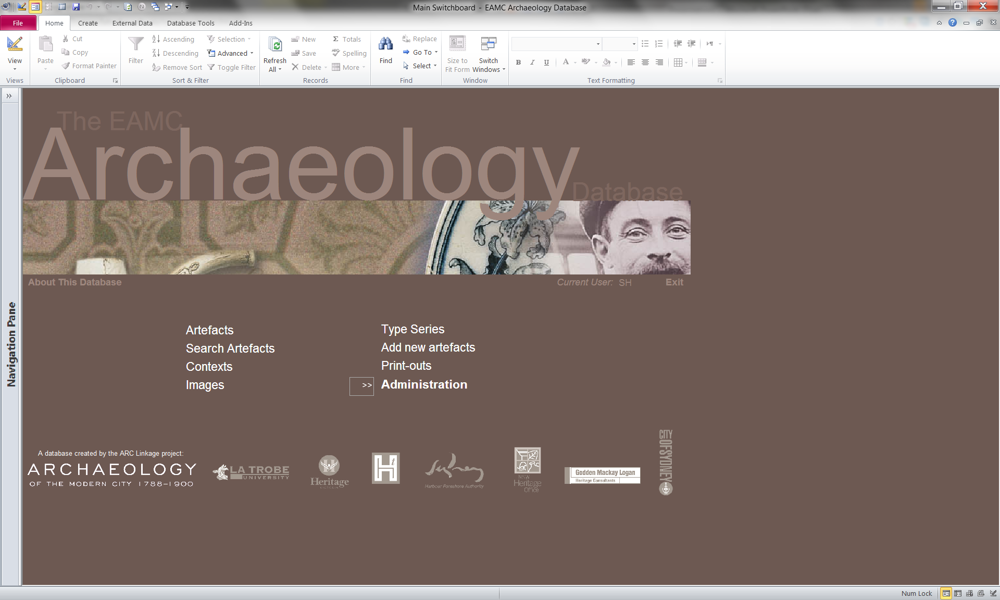 Main Switchboard - EAMC Archaeology Database
File
Home
Create
External Data
Database Tools
Add-Ins
View
Views
Paste
Cut
Copy
Format Painter
Clipboard
Filter
Ascending
Descending
Remove Sort
Selection
Advanced
Toggle Filter
Sort & Filter
Refresh
All
New
Save
Delete
Totals
Spelling
More
Records
Find
Replace
Go To
Select
Find
Size to
Fit Form
Switch
Windows
Window
Text Formatting
Navigation Pane
The EAMC
Archaeology
Database
About This Database
Current User: SH
Exit
Artefacts
Search Artefacts
Contexts
Images
Type Series
Add new artefacts
Print-outs
>> Administration
A database created by the ARC Linkage project:
ARCHAEOLOGY
OF THE MODERN CITY 1788-1900
LA TROBE
UNIVERSITY
Heritage
VICTORIA
Ht
Sydney
Harbour Foreshore Authority
NSW
Heritage
Office
Godden Mackay Logan
Heritage Consultants
CITY OF SYDNEY
Num Lock